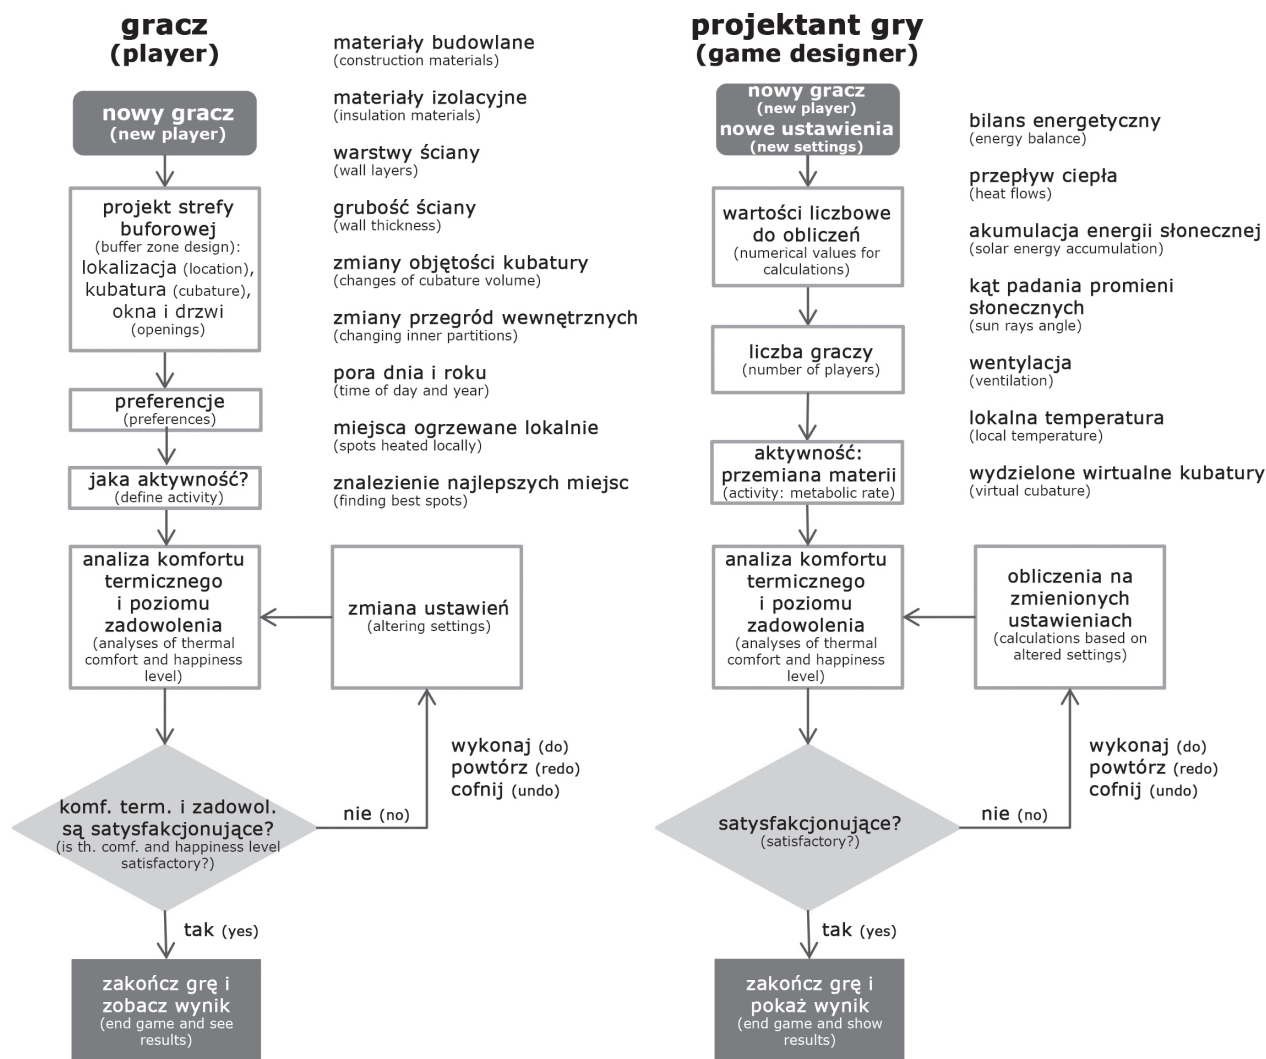 gracz
(player)
nowy gracz
(new player)
projekt strefy
buforowej
(buffer zone design):
lokalizacja (location),
kubatura (cubature),
okna i drzwi
(openings)
preferencje
(preferences)
jaka aktywność?
(define activity)
analiza komfortu
termicznego
i poziomu
zadowolenia
(analyses of thermal
comfort and happiness
level)
komf. term. i zadowol.
są satysfakcjonujące?
(is th. comf. and happiness level
satisfactory?)
tak (yes)
zakończ grę i
zobacz wynik
(end game and see
results)
materiały budowlane
(construction materials)
materiały izolacyjne
(insulation materials)
warstwy ściany
(wall layers)
grubość ściany
(wall thickness)
zmiany objętości kubatury
(changes of cubature volume)
zmiany przegród wewnętrznych
(changing inner partitions)
pora dnia i roku
(time of day and year)
miejsca ogrzewane lokalnie
(spots heated locally)
znalezienie najlepszych miejsc
(finding best spots)
zmiana ustawień
(altering settings)
wykonaj (do)
powtórz (redo)
cofnij (undo)
nie (no)
projektant gry
(game designer)
nowy gracz
(new player)
nowe ustawienia
(new settings)
wartości liczbowe
do obliczeń
(numerical values for
calculations)
liczba graczy
(number of players)
aktywność:
przemiana materii
(activity: metabolic rate)
analiza komfortu
termicznego
i poziomu
zadowolenia
(analyses of thermal
comfort and happiness
level)
satysfakcjonujące?
(satisfactory?)
tak (yes)
zakończ grę i
pokaż wynik
(end game and show
results)
bilans energetyczny
(energy balance)
przepływ ciepła
(heat flows)
akumulacja energii słonecznej
(solar energy accumulation)
kąt padania promieni
słonecznych
(sun rays angle)
wentylacja
(ventilation)
lokalna temperatura
(local temperature)
wydzielone wirtualne kubatury
(virtual cubature)
obliczenia na
zmienionych
ustawieniach
(calculations based on
altered settings)
wykonaj (do)
powtórz (redo)
cofnij (undo)
nie (no)